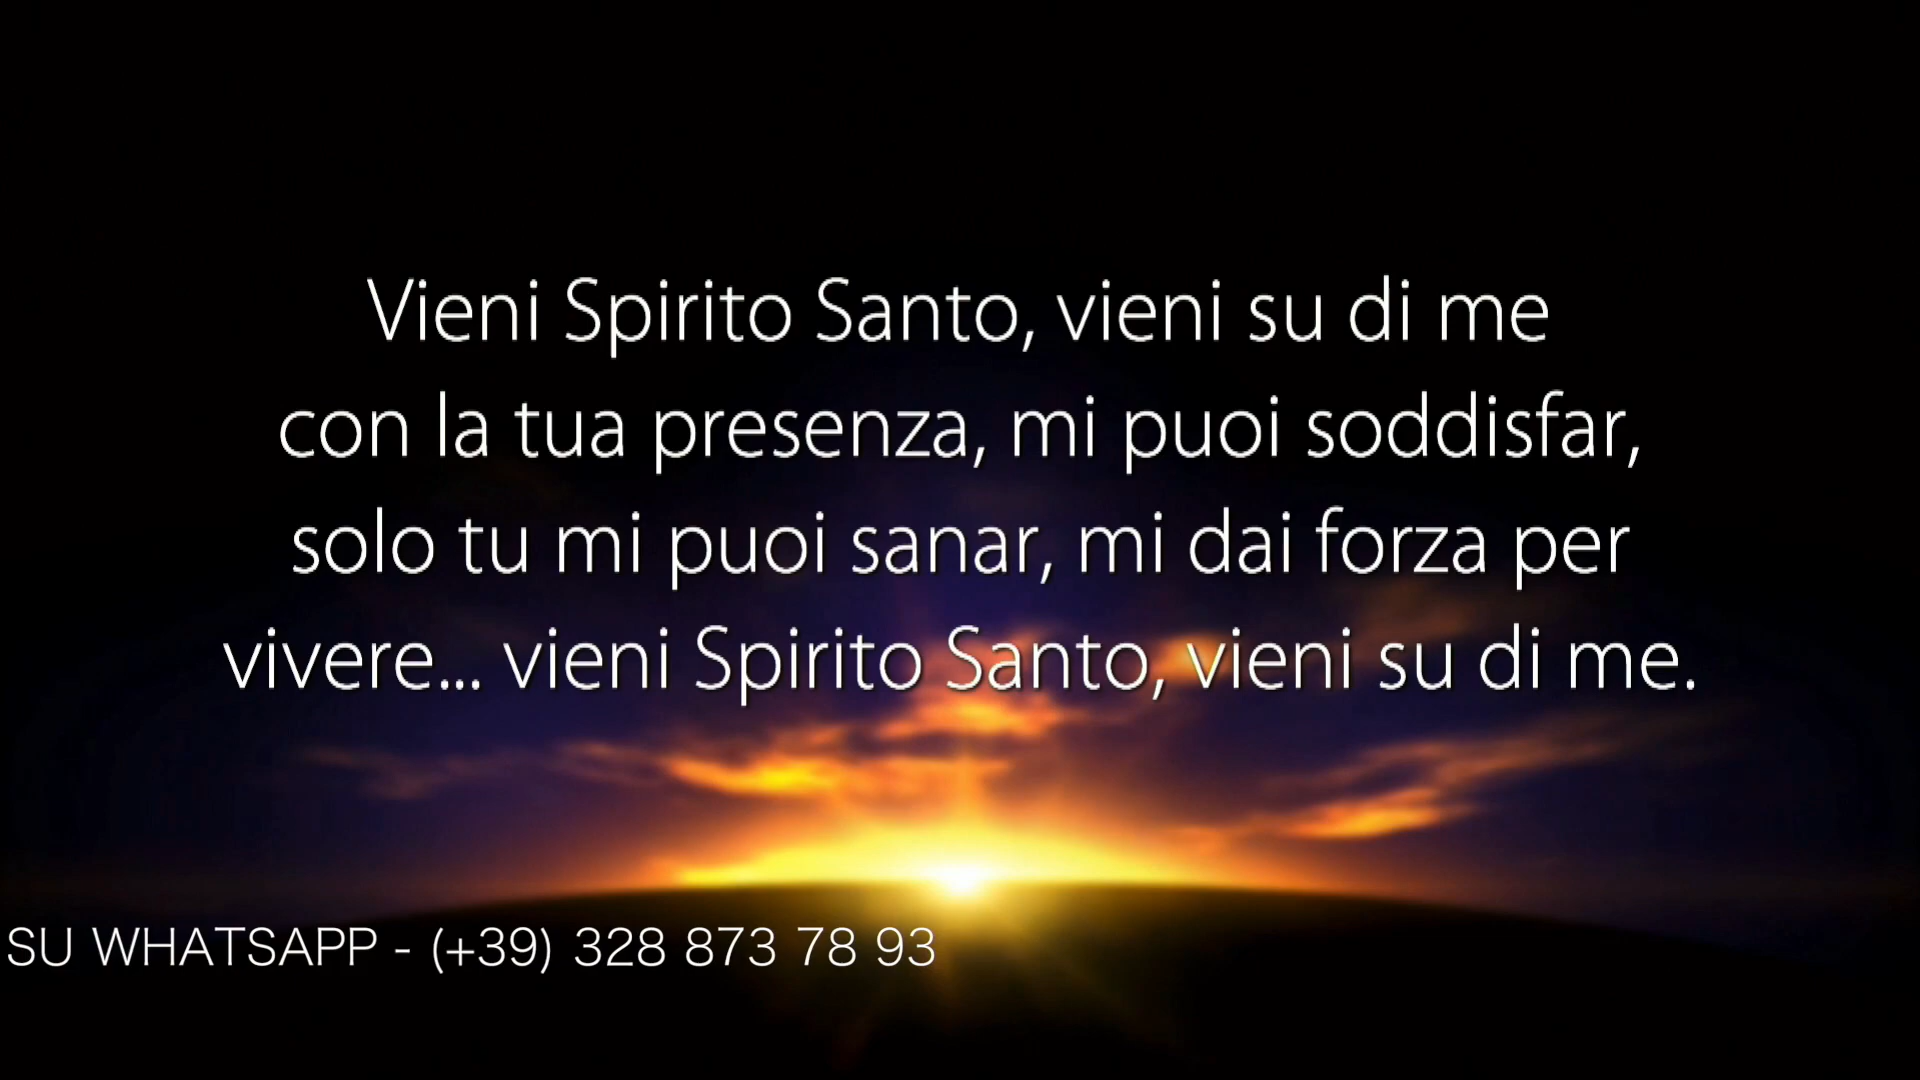 Vieni Spirito Santo, vieni su di me
con la tua presenza, mi puoi soddisfar,
solo tu mi puoi sanar, mi dai forza per
vivere... vieni Spirito Santo, vieni su di me.
SU WHATSAPP - (+39) 328 873 78 93